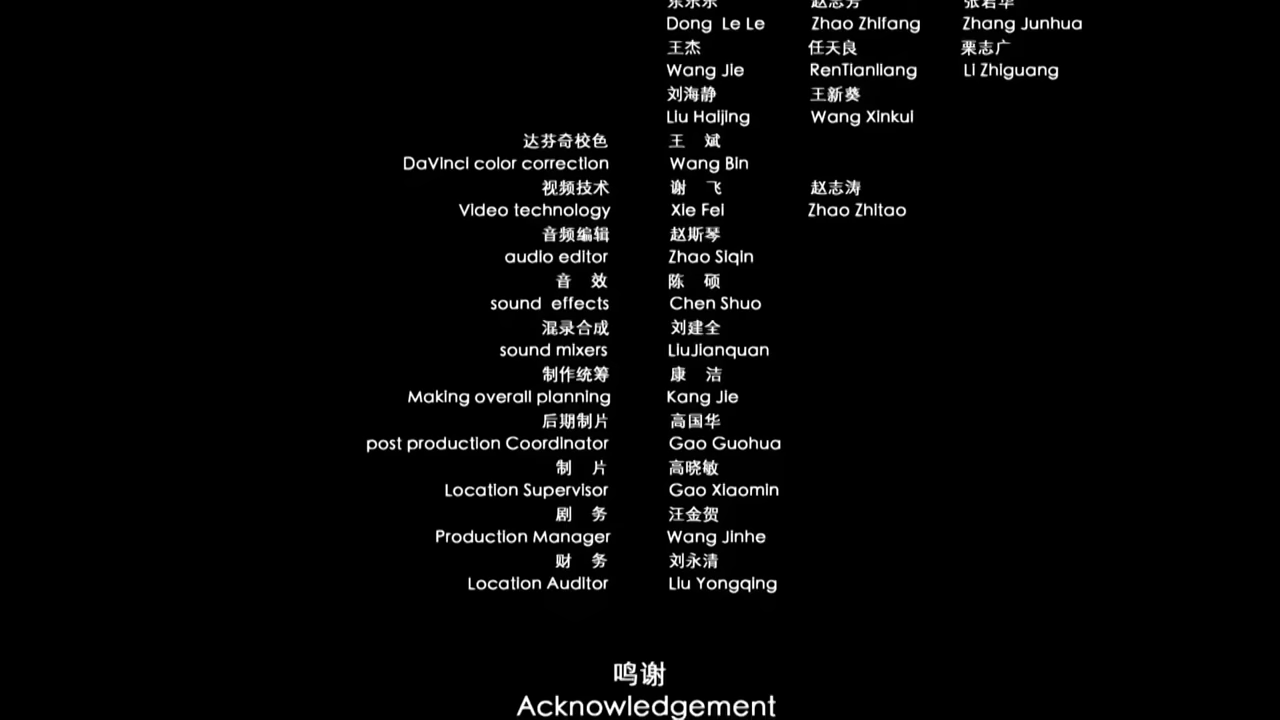 Dong Le Le Zhao Zhifang Zhang Junhua
王杰 任天良 栗志广
Wang Jie RenTianliang Li Zhiguang
刘海静 王新葵
Liu Haijing Wang Xinkui
达芬奇校色 王 斌
DaVinci color correction Wang Bin
视频技术 谢 飞 赵志涛
Video technology Xie Fei Zhao Zhitao
音频编辑 赵斯琴
audio editor Zhao Siqin
音 效 陈 硕
sound effects Chen Shuo
混录合成 刘建全
sound mixers LiuJianquan
制作统筹 康 洁
Making overall planning Kang Jie
后期制片 高国华
post production Coordinator Gao Guohua
制 片 高晓敏
Location Supervisor Gao Xiaomin
剧 务 汪金贺
Production Manager Wang Jinhe
财 务 刘永清
Location Auditor Liu Yongqing
鸣谢
Acknowledgement